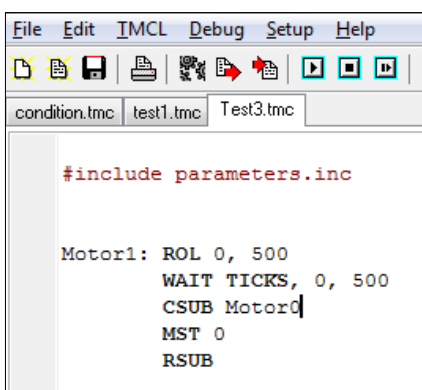 File Edit TMCL Debug Setup Help
condition.tmc test1.tmc Test3.tmc
#include parameters.inc
Motor1: ROL 0, 500
WAIT TICKS, 0, 500
CSUB Motor0
MST 0
RSUB